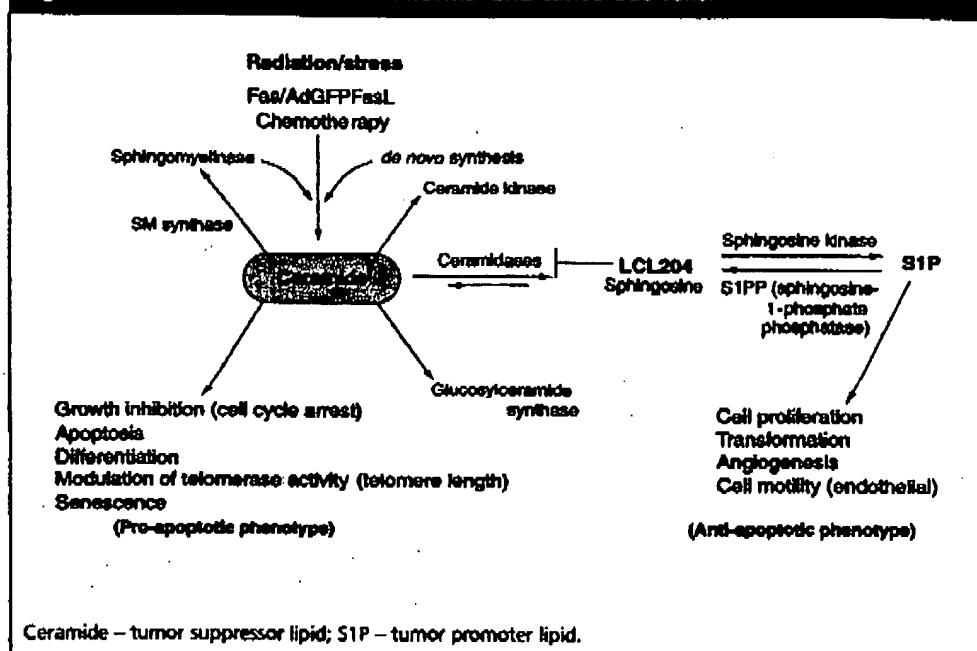 Radiation/stress
Fas/AdGFPFasL
Chemotherapy
Sphingomyelinase
de novo synthesis
Ceramide kinase
SM synthase
Ceramidases
LCL204
Sphingosine
Sphingosine kinase
S1PP (sphingosine-
1-phosphate
phosphatase)
S1P
Glucosylceramide
synthase
Growth inhibition (cell cycle arrest)
Apoptosis
Differentiation
Modulation of telomerase activity (telomere length)
Senescence
(Pro-apoptotic phenotype)
Cell proliferation
Transformation
Angiogenesis
Cell motility (endothelial)
(Anti-apoptotic phenotype)
Ceramide – tumor suppressor lipid; S1P – tumor promoter lipid.